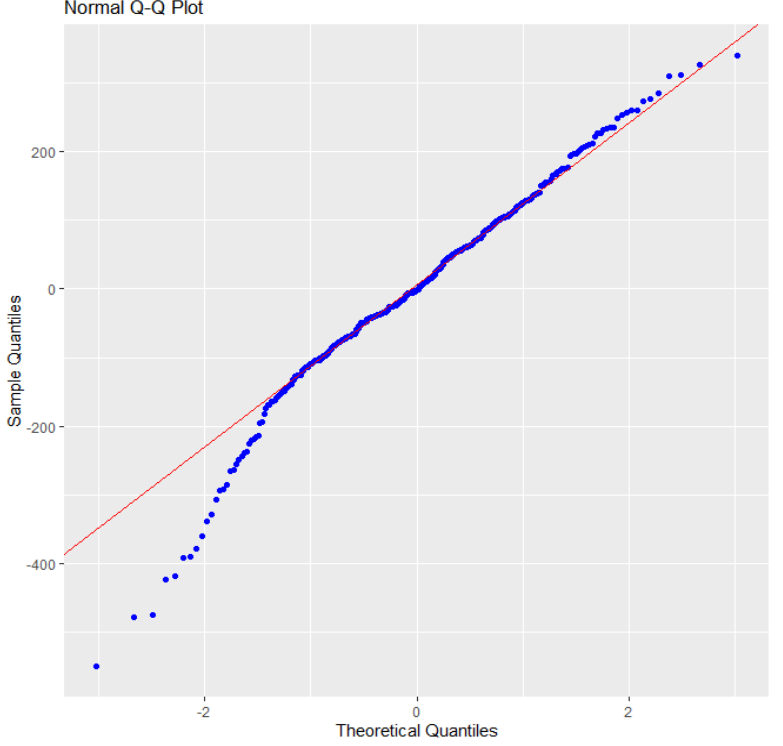 Normal Q-Q Plot
200
0
-200
-400
Sample Quantiles
-2
0
2
Theoretical Quantiles